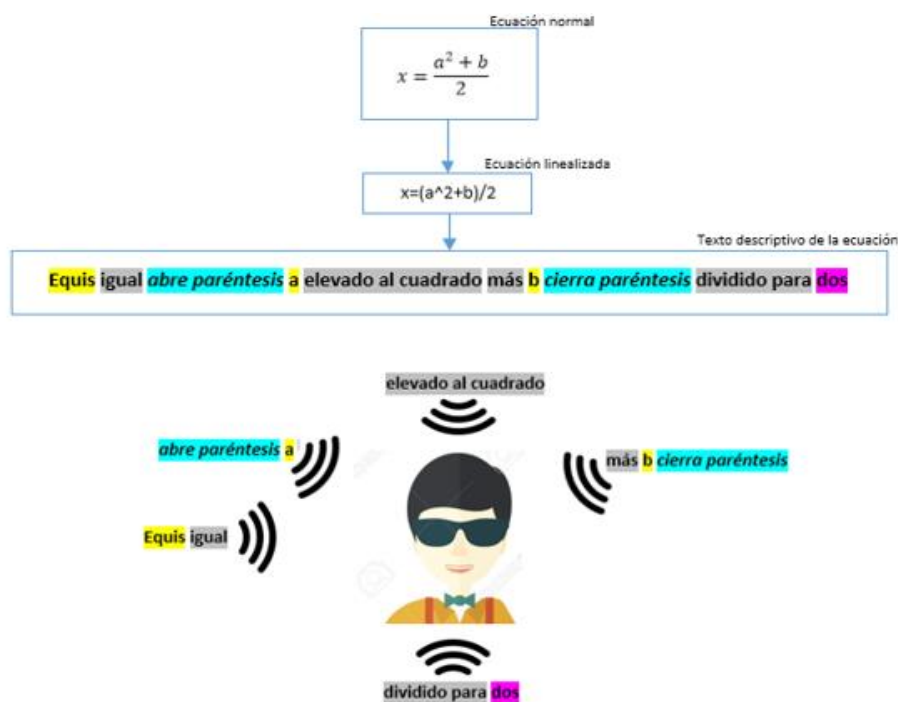 Ecuación normal
x = \frac{a^2 + b}{2}
Ecuación linealizada
x=(a^2+b)/2
Texto descriptivo de la ecuación
Equis igual abre paréntesis a elevado al cuadrado más b cierra paréntesis dividido para dos
elevado al cuadrado
abre paréntesis a
más b cierra paréntesis
Equis igual
dividido para dos